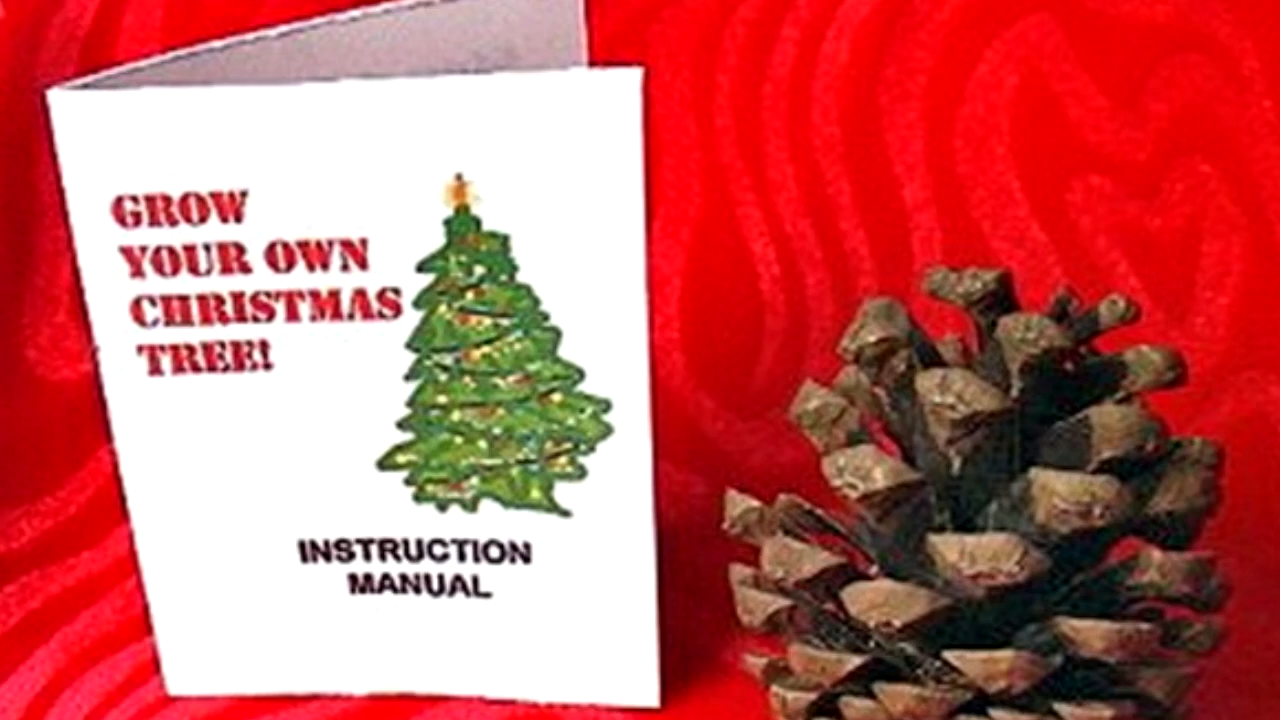 GROW
YOUR OWN
CHRISTMAS
TREE!
INSTRUCTION
MANUAL